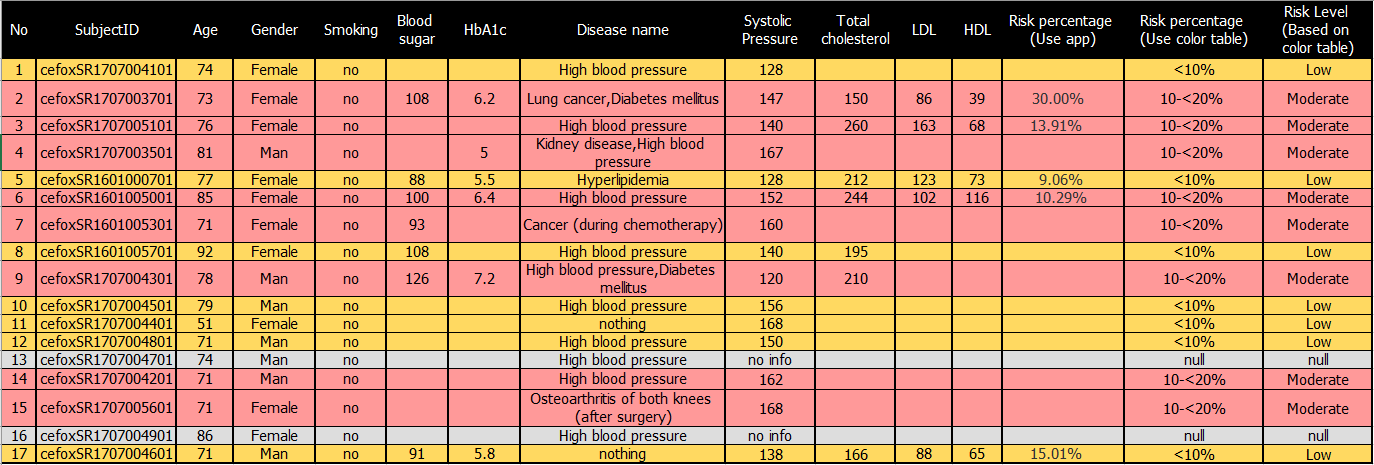 No SubjectID Age Gender Smoking Blood sugar HbA1c Disease name Systolic Pressure Total cholesterol LDL HDL Risk percentage (Use app) Risk percentage (Use color table) Risk Level (Based on color table)
1 cefoxSR1707004101 74 Female no High blood pressure 128 <10% Low
2 cefoxSR1707003701 73 Female no 108 6.2 Lung cancer,Diabetes mellitus 147 150 86 39 30.00% 10-<20% Moderate
3 cefoxSR1707005101 76 Female no High blood pressure 140 260 163 68 13.91% 10-<20% Moderate
4 cefoxSR1707003501 81 Man no 5 Kidney disease,High blood pressure 167 10-<20% Moderate
5 cefoxSR1601000701 77 Female no 88 5.5 Hyperlipidemia 128 212 123 73 9.06% <10% Low
6 cefoxSR1601005001 85 Female no 100 6.4 High blood pressure 152 244 102 116 10.29% 10-<20% Moderate
7 cefoxSR1601005301 71 Female no 93 Cancer (during chemotherapy) 160 10-<20% Moderate
8 cefoxSR1601005701 92 Female no 108 High blood pressure 140 195 <10% Low
9 cefoxSR1707004301 78 Man no 126 7.2 High blood pressure,Diabetes mellitus 120 210 10-<20% Moderate
10 cefoxSR1707004501 79 Man no High blood pressure 156 <10% Low
11 cefoxSR1707004401 51 Female no nothing 168 <10% Low
12 cefoxSR1707004801 71 Man no High blood pressure 150 <10% Low
13 cefoxSR1707004701 74 Man no High blood pressure no info null null
14 cefoxSR1707004201 71 Man no High blood pressure 162 10-<20% Moderate
15 cefoxSR1707005601 71 Female no Osteoarthritis of both knees (after surgery) 168 10-<20% Moderate
16 cefoxSR1707004901 86 Female no High blood pressure no info null null
17 cefoxSR1707004601 71 Man no 91 5.8 nothing 138 166 88 65 15.01% <10% Low